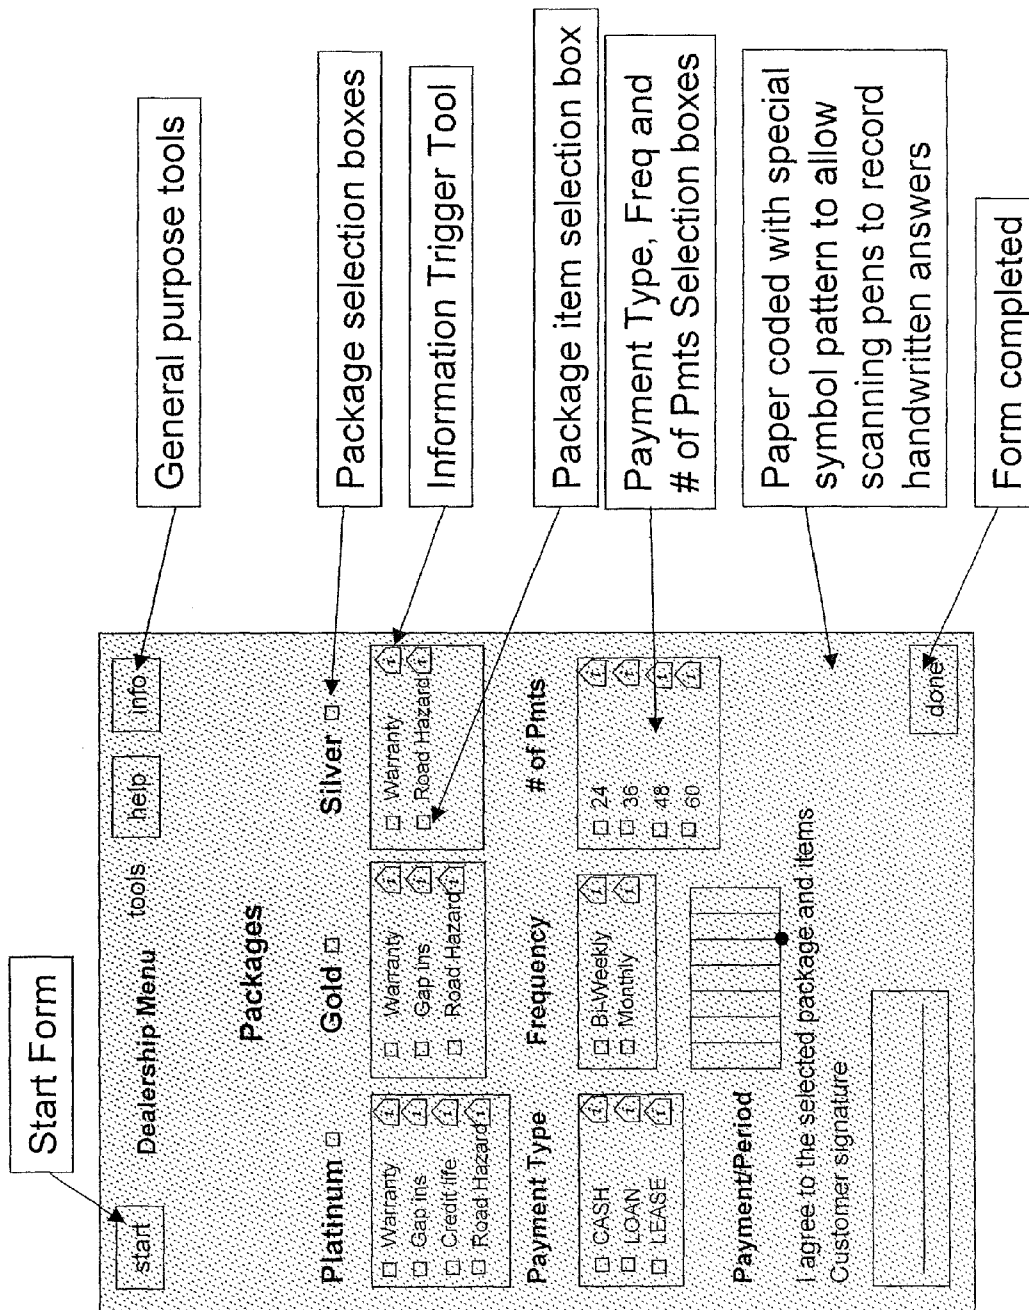 Start Form
start
Dealership Menu
tools
help
info
General purpose tools
Packages
Platinum
Gold
Silver
Package selection boxes
Warranty
Gap ins
Credit life
Road Hazard
i
i
i
i
Warranty
Gap ins
Road Hazard
i
i
i
Warranty
Road Hazard
i
i
Information Trigger Tool
Package item selection box
Payment Type
Frequency
# of Pmts
CASH
LOAN
LEASE
i
i
i
Bi-Weekly
Monthly
i
i
24
36
48
60
i
i
i
i
Payment Type, Freq and
# of Pmts Selection boxes
Payment/Period
I agree to the selected package and items
Customer signature
Paper coded with special
symbol pattern to allow
scanning pens to record
handwritten answers
done
Form completed